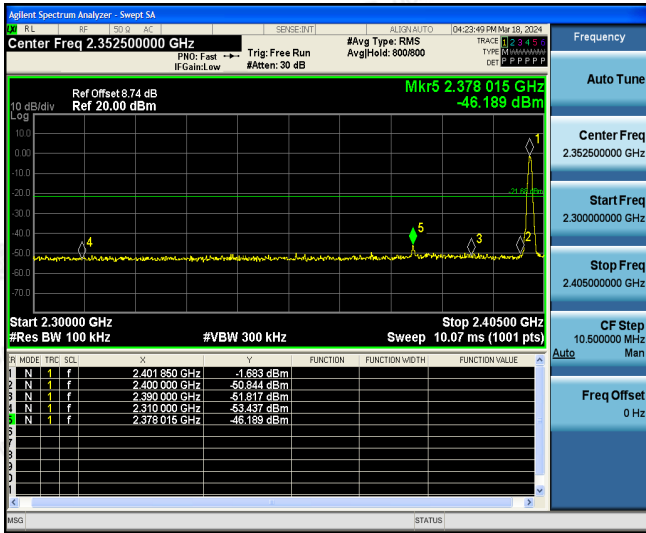 Agilent Spectrum Analyzer - Swept SA
RL RF 50 Ω AC SENSE:INT ALIGN AUTO 04:23:49 PM Mar 18, 2024
Center Freq 2.352500000 GHz
PNO: Fast
IFGain:Low
Trig: Free Run
#Atten: 30 dB
#Avg Type: RMS
Avg|Hold: 800/800
TRACE 1 2 3 4 5 6
TYPE M
DET P P P P P P
Ref Offset 8.74 dB
Ref 20.00 dBm
Mkr5 2.378 015 GHz
-46.189 dBm
10 dB/div
Log
10.0
0.00
-10.0
-20.0
-30.0
-40.0
-50.0
-60.0
-70.0
1
2
3
4
5
Start 2.30000 GHz
Stop 2.40500 GHz
#Res BW 100 kHz
#VBW 300 kHz
Sweep 10.07 ms (1001 pts)
MODE TRC SCL X Y FUNCTION FUNCTION WIDTH FUNCTION VALUE
1 N 1 f 2.401 850 GHz -1.683 dBm
2 N 1 f 2.400 000 GHz -50.844 dBm
3 N 1 f 2.390 000 GHz -51.817 dBm
4 N 1 f 2.310 000 GHz -53.437 dBm
5 N 1 f 2.378 015 GHz -46.189 dBm
6
7
8
9
MSG
STATUS
Frequency
Auto Tune
Center Freq
2.352500000 GHz
Start Freq
2.300000000 GHz
Stop Freq
2.405000000 GHz
CF Step
10.500000 MHz
Auto Man
Freq Offset
0 Hz